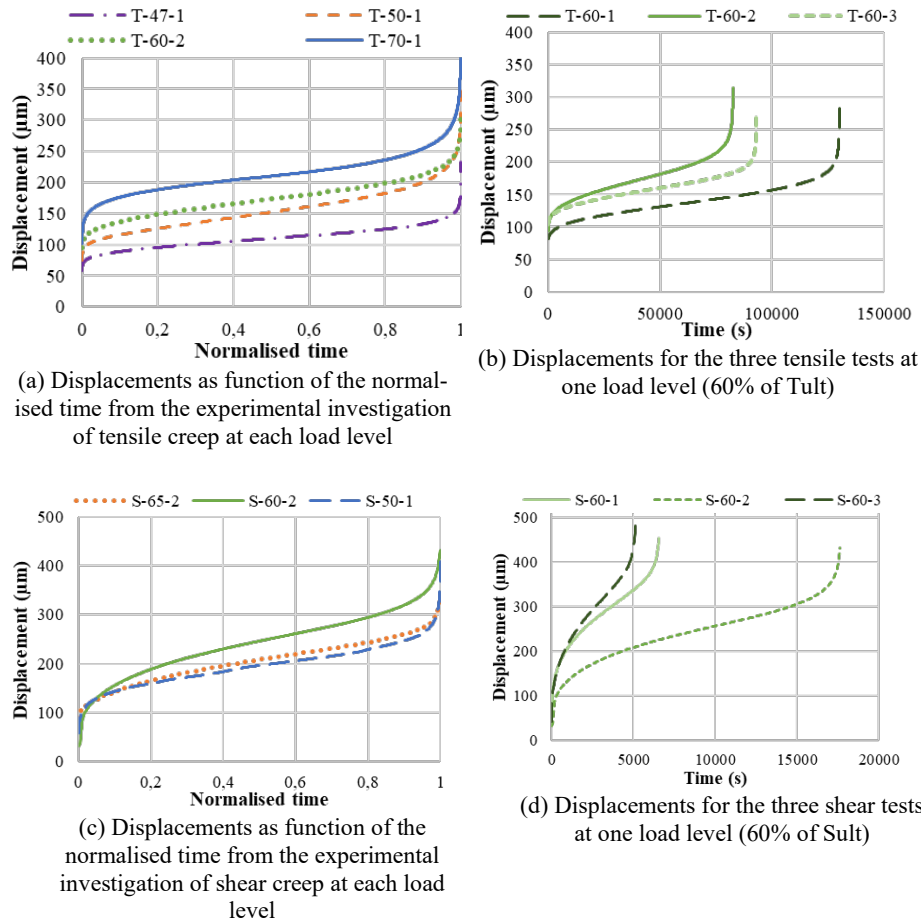 T-47-1 T-50-1
T-60-2 T-70-1
Displacement (µm)
400
350
300
250
200
150
100
50
0
0 0,2 0,4 0,6 0,8 1
Normalised time
(a) Displacements as function of the normal-
ised time from the experimental investigation
of tensile creep at each load level
T-60-1 T-60-2 T-60-3
Displacement (µm)
400
350
300
250
200
150
100
50
0
0 50000 100000 150000
Time (s)
(b) Displacements for the three tensile tests at
one load level (60% of Tult)
S-65-2 S-60-2 S-50-1
Displacement (µm)
500
400
300
200
100
0
0 0,2 0,4 0,6 0,8 1
Normalised time
(c) Displacements as function of the
normalised time from the experimental
investigation of shear creep at each load
level
S-60-1 S-60-2 S-60-3
Displacement (µm)
500
400
300
200
100
0
0 5000 10000 15000 20000
Time (s)
(d) Displacements for the three shear tests
at one load level (60% of Sult)